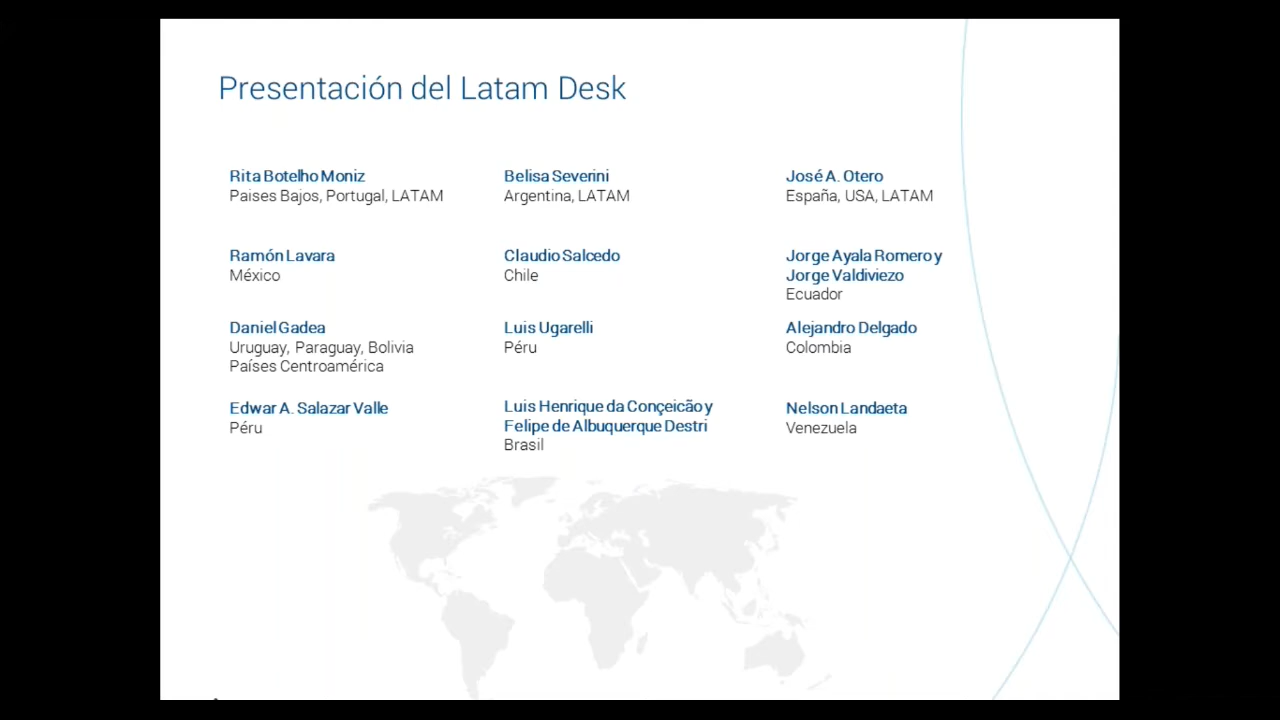 Presentación del Latam Desk
Rita Botelho Moniz
Paises Bajos, Portugal, LATAM
Belisa Severini
Argentina, LATAM
José A. Otero
España, USA, LATAM
Ramón Lavara
México
Claudio Salcedo
Chile
Jorge Ayala Romero y
Jorge Valdiviezo
Ecuador
Daniel Gadea
Uruguay, Paraguay, Bolivia
Países Centroamérica
Luis Ugarelli
Péru
Alejandro Delgado
Colombia
Edwar A. Salazar Valle
Péru
Luis Henrique da Conçeicão y
Felipe de Albuquerque Destri
Brasil
Nelson Landaeta
Venezuela